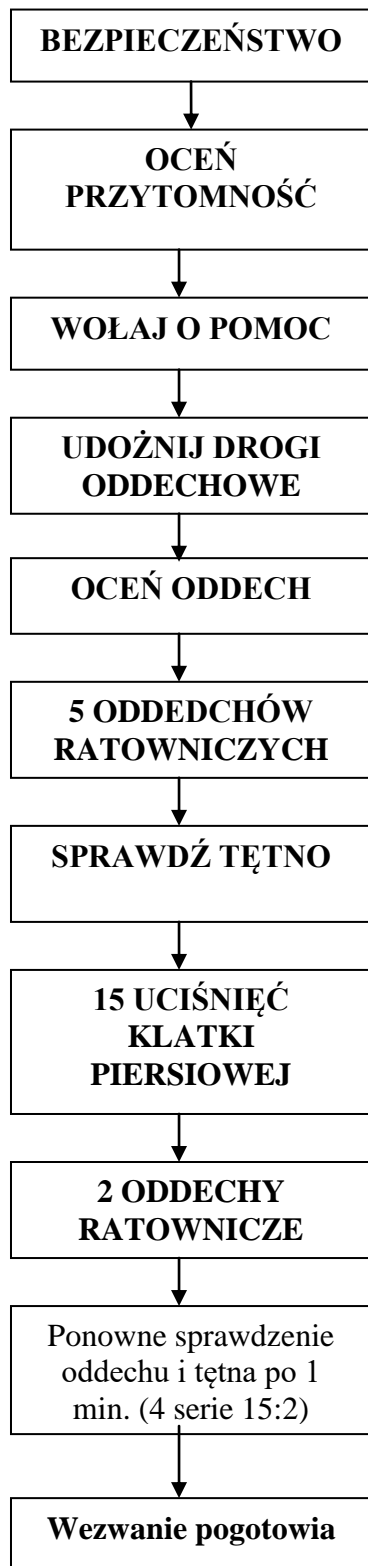 BEZPIECZEŃSTWO
OCEŃ
PRZYTOMNOŚĆ
WOŁAJ O POMOC
UDOŻNIJ DROGI
ODDECHOWE
OCEŃ ODDECH
5 ODDEDCHÓW
RATOWNICZYCH
SPRAWDŹ TĘTNO
15 UCIŚNIĘĆ
KLATKI
PIERSIOWEJ
2 ODDECHY
RATOWNICZE
Ponowne sprawdzenie
oddechu i tętna po 1
min. (4 serie 15:2)
Wezwanie pogotowia